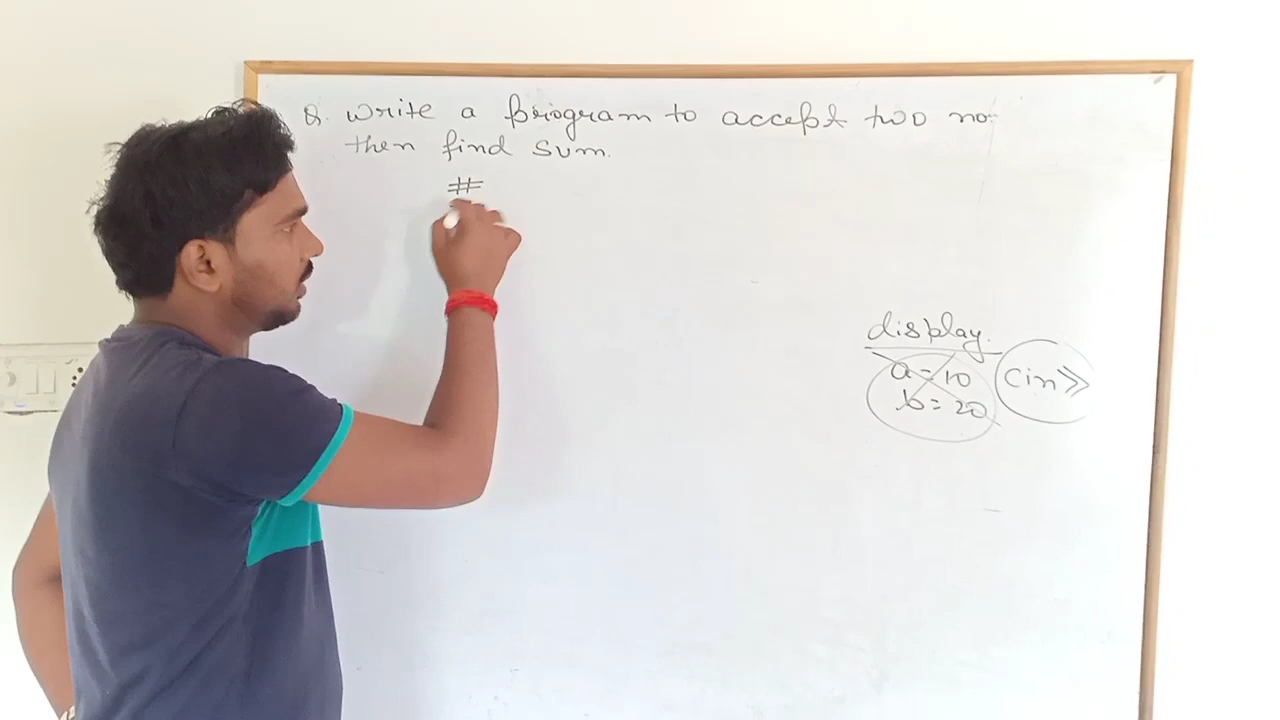 Q. Write a program to accept two no.
then find sum.
#
display.
a=10
b=20
Cin>>